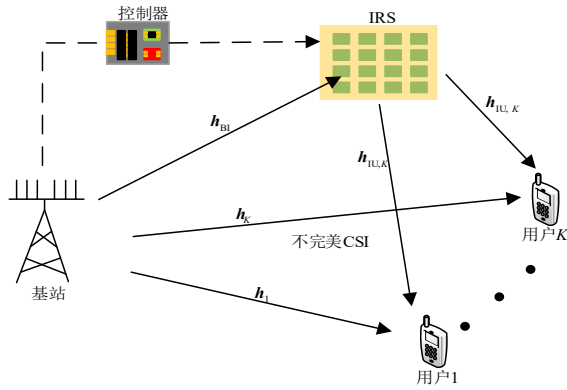 控制器
IRS
h_BI
h_IU, K
h_IU,K
h_K
不完美CSI
用户K
基站
h_1
用户1